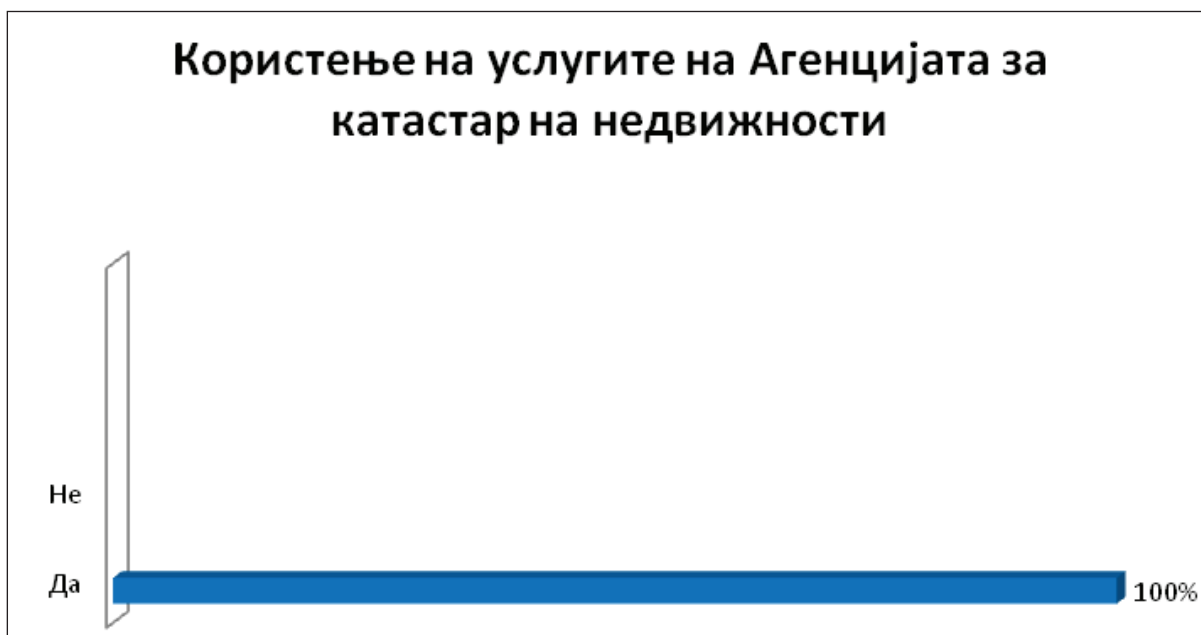 Користење на услугите на Агенцијата за
катастар на недвижности
Не
Да
100%